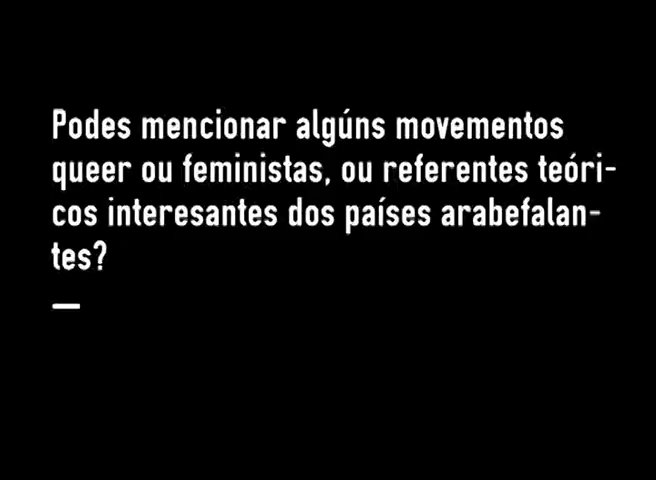 Podes mencionar algúns movementos
queer ou feministas, ou referentes teóri-
cos interesantes dos países arabefalan-
tes?